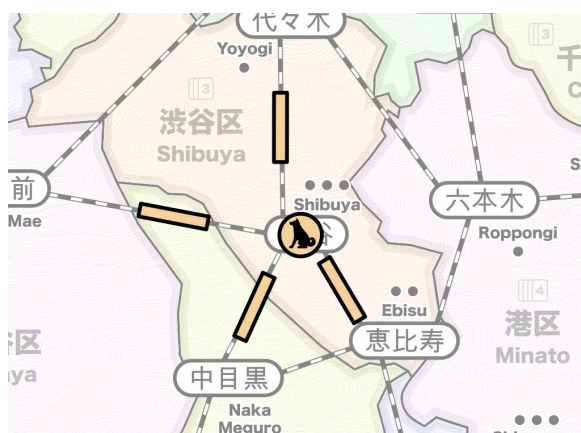 代々木
Yoyogi
3
3
千
C
渋谷区
Shibuya
S
前
Mae
Shibuya
谷
六本木
Roppongi
4
Ebisu
港区
Minato
恵比寿
区
ya
中目黒
Naka
Meguro